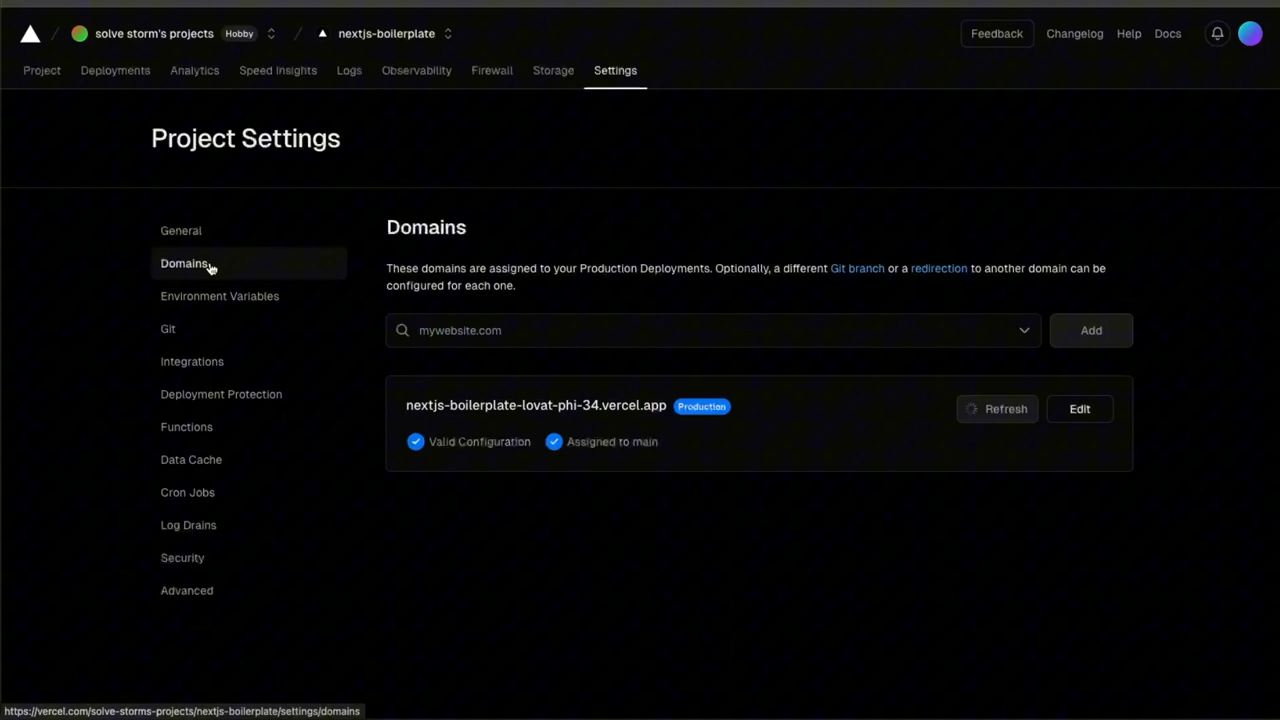 solve storm's projects Hobby nextjs-boilerplate Feedback Changelog Help Docs
Project Deployments Analytics Speed Insights Logs Observability Firewall Storage Settings
Project Settings
General
Domains
Environment Variables
Git
Integrations
Deployment Protection
Functions
Data Cache
Cron Jobs
Log Drains
Security
Advanced
Domains
These domains are assigned to your Production Deployments. Optionally, a different Git branch or a redirection to another domain can be
configured for each one.
mywebsite.com Add
nextjs-boilerplate-lovat-phi-34.vercel.app Production Refresh Edit
Valid Configuration Assigned to main
https://vercel.com/solve-storms-projects/nextjs-boilerplate/settings/domains